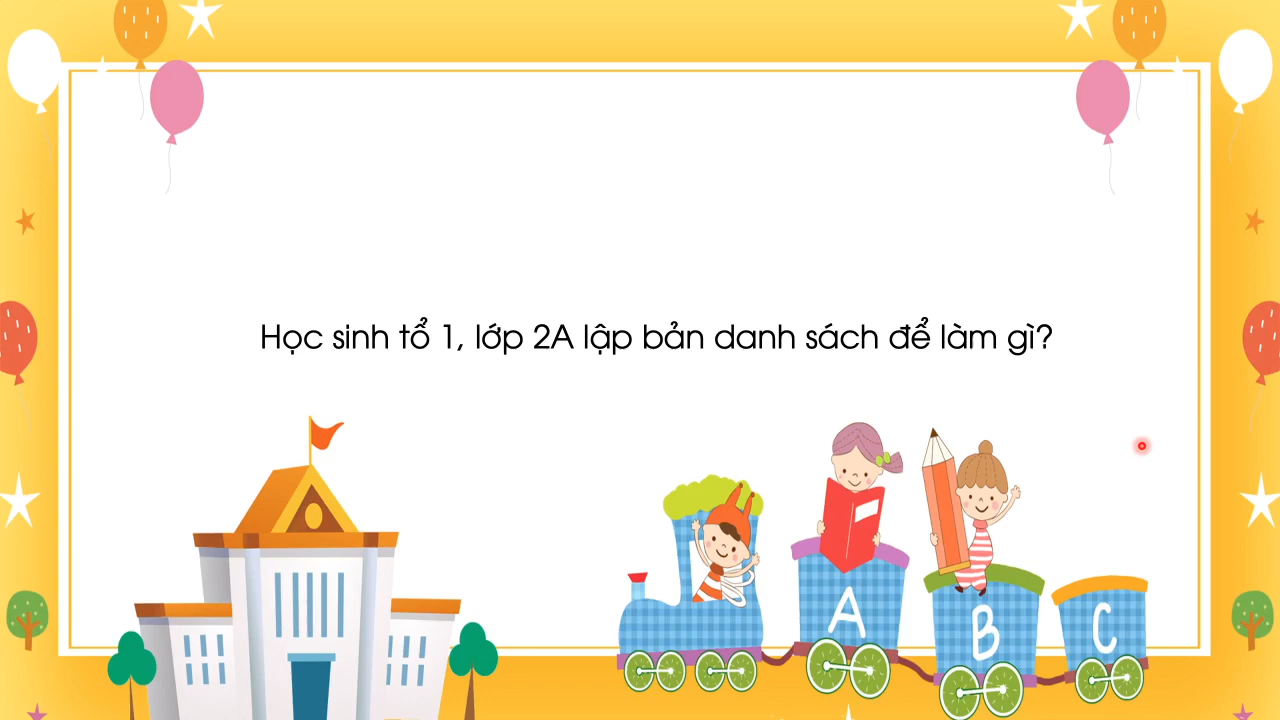 Học sinh tổ 1, lớp 2A lập bản danh sách để làm gì?
A B C